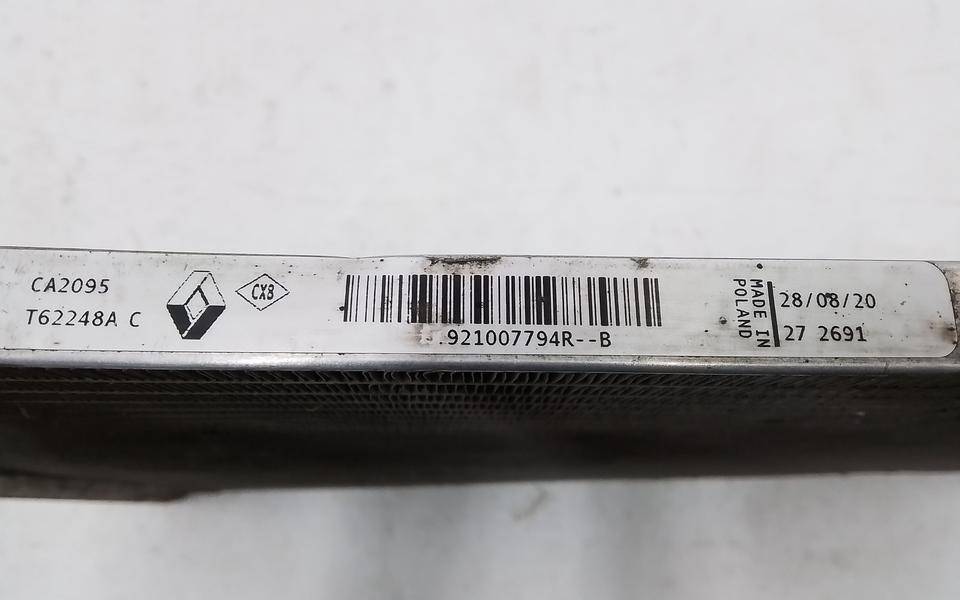 CA2095
T62248A C
CX8
921007794R--B
MADE IN
POLAND
28/08/20
27 2691